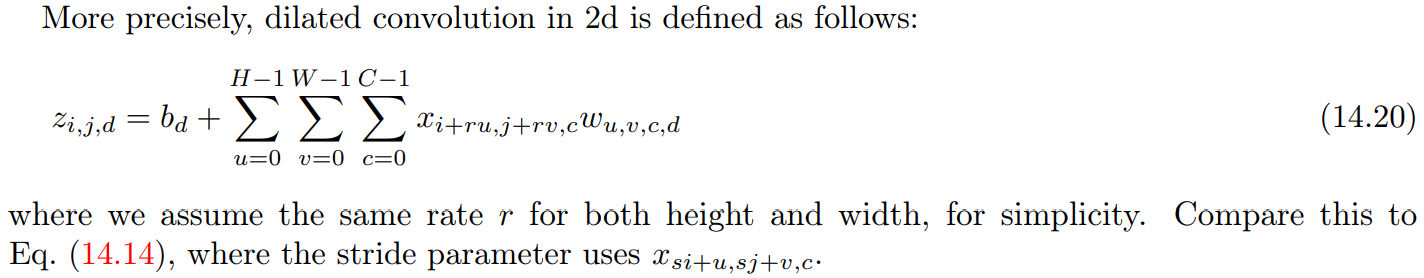 More precisely, dilated convolution in 2d is defined as follows:
$$z_{i,j,d} = b_d + \sum_{u=0}^{H-1} \sum_{v=0}^{W-1} \sum_{c=0}^{C-1} x_{i+ru,j+rv,c} w_{u,v,c,d} \quad (14.20)$$
where we assume the same rate $r$ for both height and width, for simplicity. Compare this to
Eq. (14.14), where the stride parameter uses $x_{si+u,sj+v,c}$.